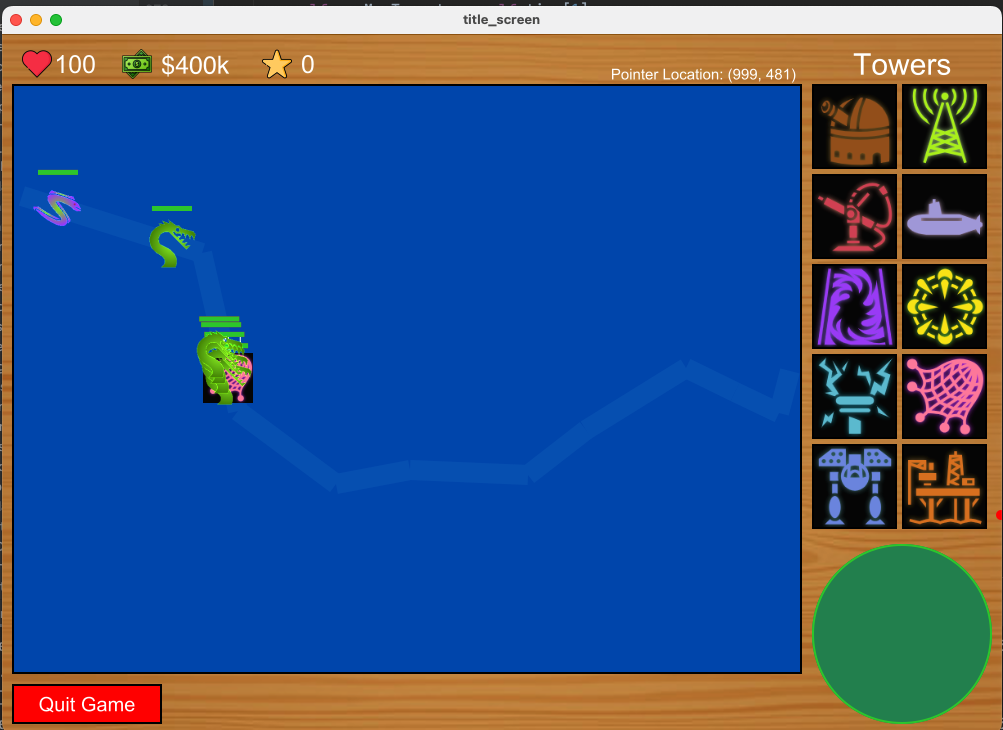 title_screen
100 $400k 0
Pointer Location: (999, 481)
Towers
Quit Game